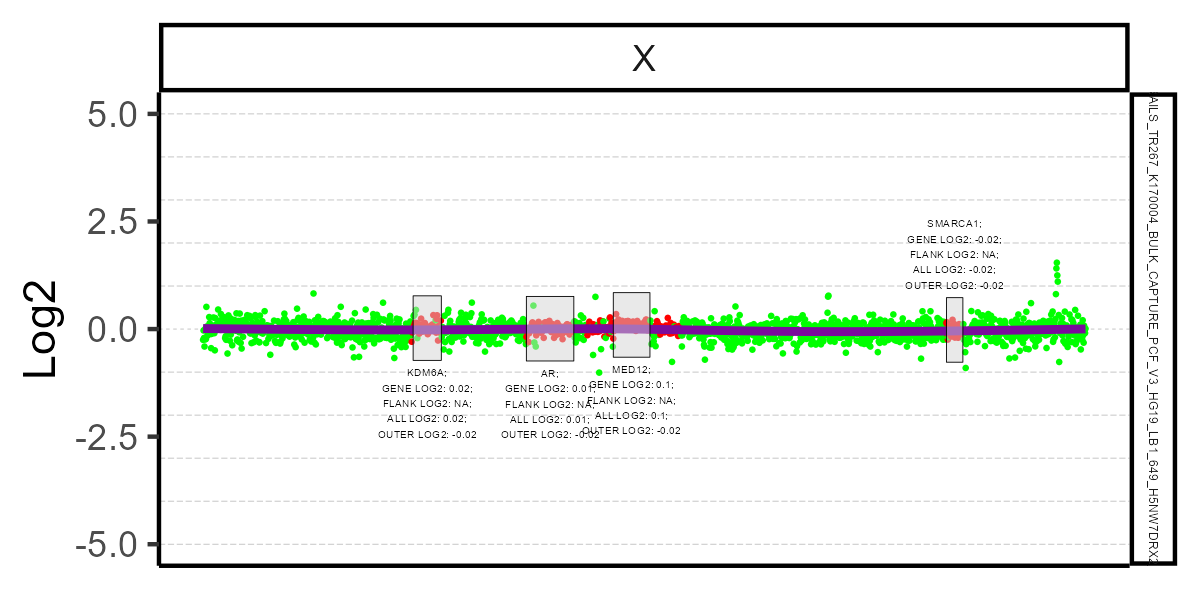 X
Log2
5.0
2.5
0.0
-2.5
-5.0
SMARCA1;
GENE LOG2: -0.02;
FLANK LOG2: NA;
ALL LOG2: -0.02;
OUTER LOG2: -0.02
KDM6A;
GENE LOG2: 0.02;
FLANK LOG2: NA;
ALL LOG2: 0.02;
OUTER LOG2: -0.02
AR;
GENE LOG2: 0.01;
FLANK LOG2: NA;
ALL LOG2: 0.01;
OUTER LOG2: -0.02
MED12;
GENE LOG2: 0.1;
FLANK LOG2: NA;
ALL LOG2: 0.1;
OUTER LOG2: -0.02
AILS_TR267_K170004_BULK_CAPTURE_PCF_V3_HG19_LB1_649_H5NW7DRX2